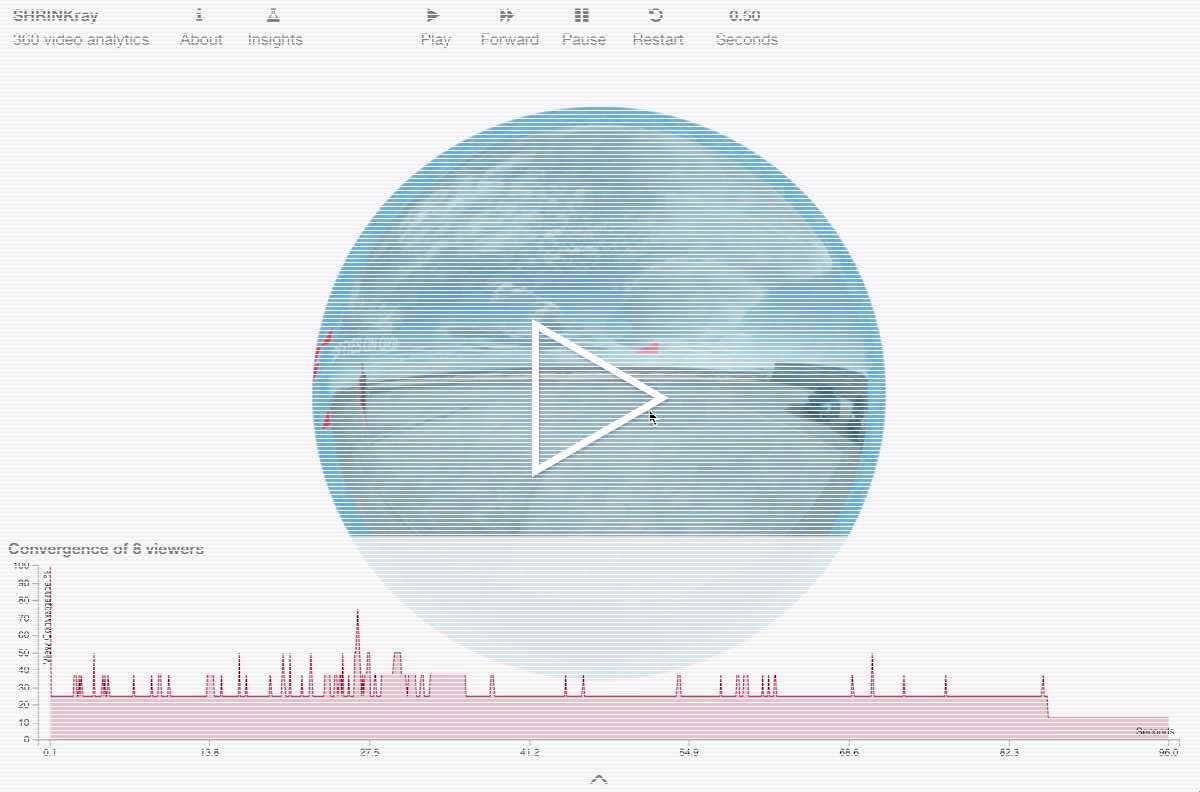 SHRINKray
360 video analytics
About
Insights
Play
Forward
Pause
Restart
0.50
Seconds
Convergence of 8 viewers
View Convergence %
100
90
80
70
60
50
40
30
20
10
0
Seconds
0.1
13.8
27.5
41.2
54.9
68.6
82.3
96.0